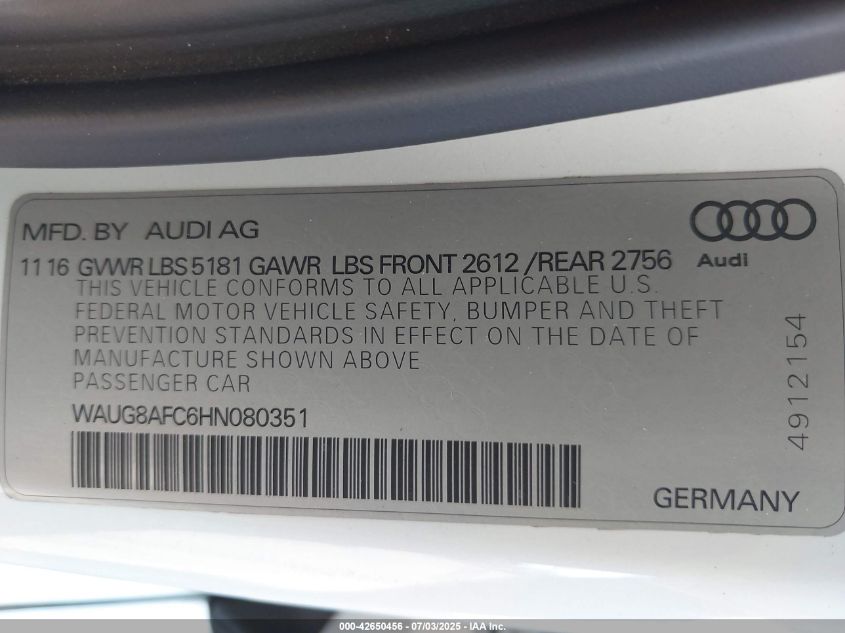 MFD. BY AUDI AG
11 16 GVWR LBS 5181 GAWR LBS FRONT 2612 /REAR 2756
Audi
THIS VEHICLE CONFORMS TO ALL APPLICABLE U.S.
FEDERAL MOTOR VEHICLE SAFETY, BUMPER AND THEFT
PREVENTION STANDARDS IN EFFECT ON THE DATE OF
MANUFACTURE SHOWN ABOVE
PASSENGER CAR
WAUG8AFC6HN080351
4912154
GERMANY
000-42650456 - 07/03/2025 - IAA Inc.